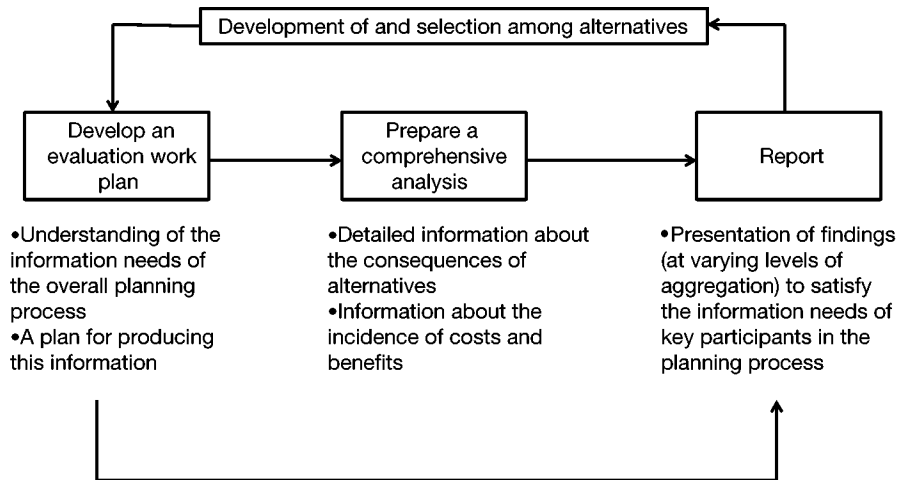 Development of and selection among alternatives
Develop an
evaluation work
plan
Prepare a
comprehensive
analysis
Report
•Understanding of the
information needs of
the overall planning
process
•A plan for producing
this information
•Detailed information about
the consequences of
alternatives
•Information about the
incidence of costs and
benefits
•Presentation of findings
(at varying levels of
aggregation) to satisfy
the information needs of
key participants in the
planning process